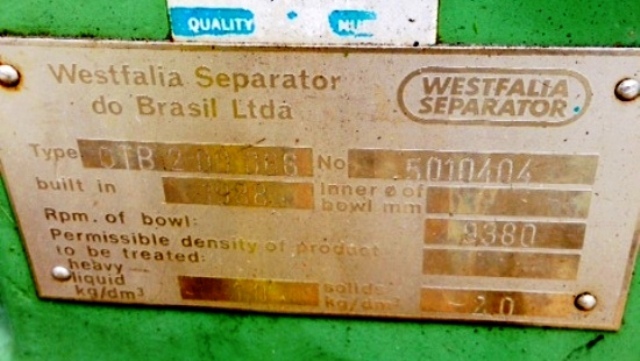 QUALITY
Westfalia Separator
do Brasil Ltda
WESTFALIA
SEPARATOR
Type No 5010404
built in Inner ø of
bowl mm
Rpm. of bowl: 9380
Permissible density of product
to be treated:
heavy
liquid
kg/dm³
solids
kg/dm³ 2.0